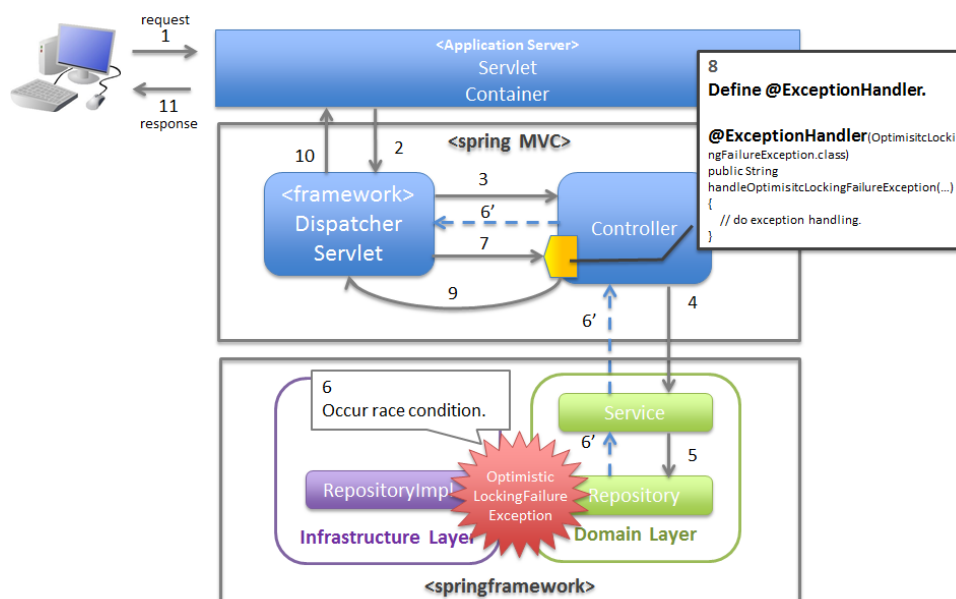 request
1
11
response
<Application Server>
Servlet
Container
8
Define @ExceptionHandler.
@ExceptionHandler(OptimisitcLocki
ngFailureException.class)
public String
handleOptimisitcLockingFailureException(...)
{
// do exception handling.
}
10
2
<spring MVC>
<framework>
Dispatcher
Servlet
3
6’
7
9
Controller
4
6’
6
Occur race condition.
Service
6’
5
RepositoryImpl
Optimistic
LockingFailure
Exception
Repository
Infrastructure Layer
Domain Layer
<springframework>